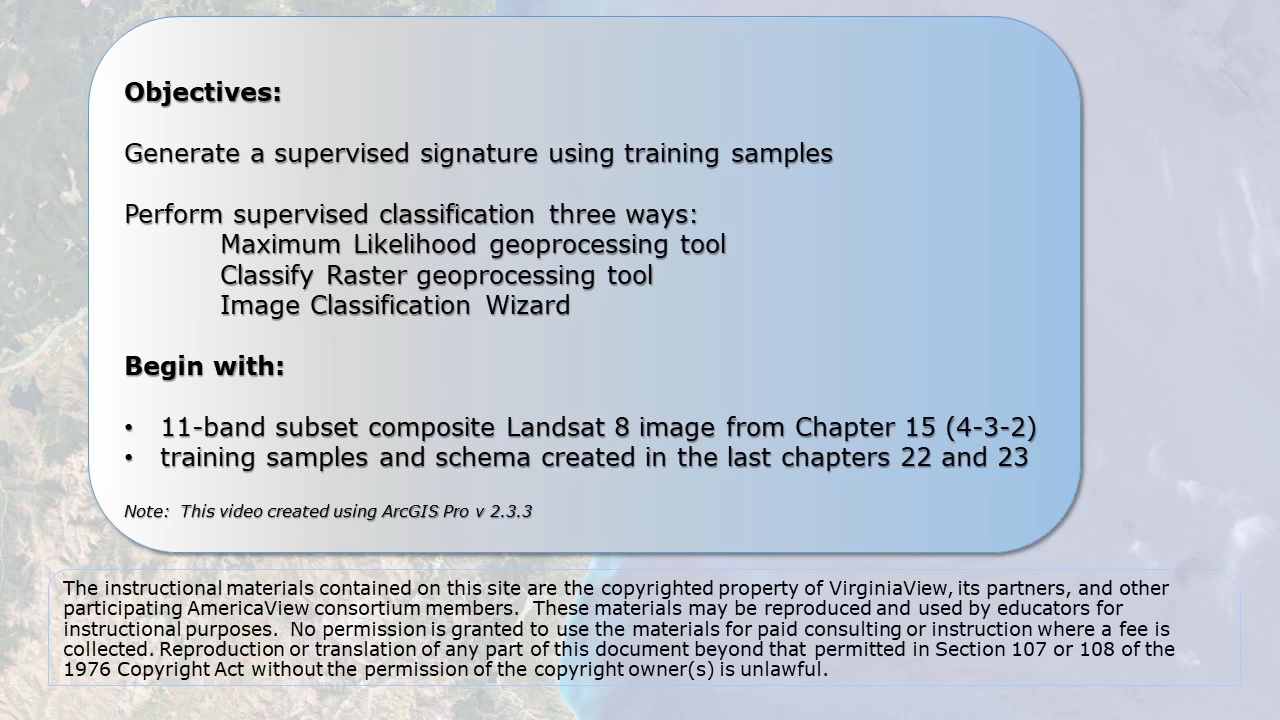 Objectives:
Generate a supervised signature using training samples
Perform supervised classification three ways:
Maximum Likelihood geoprocessing tool
Classify Raster geoprocessing tool
Image Classification Wizard
Begin with:
• 11-band subset composite Landsat 8 image from Chapter 15 (4-3-2)
• training samples and schema created in the last chapters 22 and 23
Note: This video created using ArcGIS Pro v 2.3.3
The instructional materials contained on this site are the copyrighted property of VirginiaView, its partners, and other
participating AmericaView consortium members. These materials may be reproduced and used by educators for
instructional purposes. No permission is granted to use the materials for paid consulting or instruction where a fee is
collected. Reproduction or translation of any part of this document beyond that permitted in Section 107 or 108 of the
1976 Copyright Act without the permission of the copyright owner(s) is unlawful.